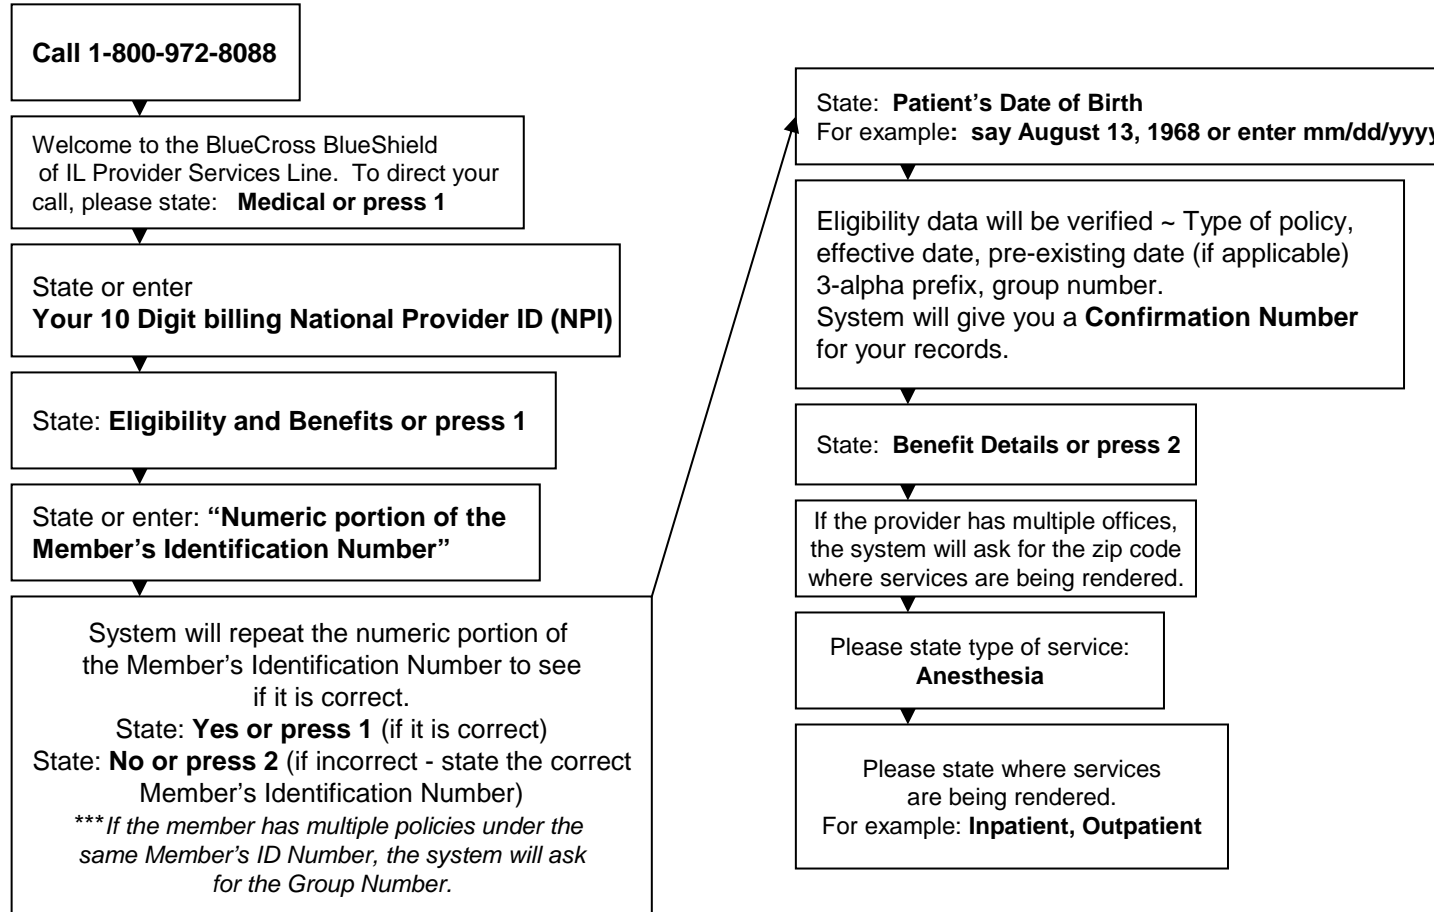 Call 1-800-972-8088
Welcome to the BlueCross BlueShield
of IL Provider Services Line. To direct your
call, please state: Medical or press 1
State or enter
Your 10 Digit billing National Provider ID (NPI)
State: Eligibility and Benefits or press 1
State or enter: “Numeric portion of the
Member’s Identification Number”
System will repeat the numeric portion of
the Member’s Identification Number to see
if it is correct.
State: Yes or press 1 (if it is correct)
State: No or press 2 (if incorrect - state the correct
Member’s Identification Number)
***If the member has multiple policies under the
same Member’s ID Number, the system will ask
for the Group Number.
State: Patient’s Date of Birth
For example: say August 13, 1968 or enter mm/dd/yyyy
Eligibility data will be verified ~ Type of policy,
effective date, pre-existing date (if applicable)
3-alpha prefix, group number.
System will give you a Confirmation Number
for your records.
State: Benefit Details or press 2
If the provider has multiple offices,
the system will ask for the zip code
where services are being rendered.
Please state type of service:
Anesthesia
Please state where services
are being rendered.
For example: Inpatient, Outpatient